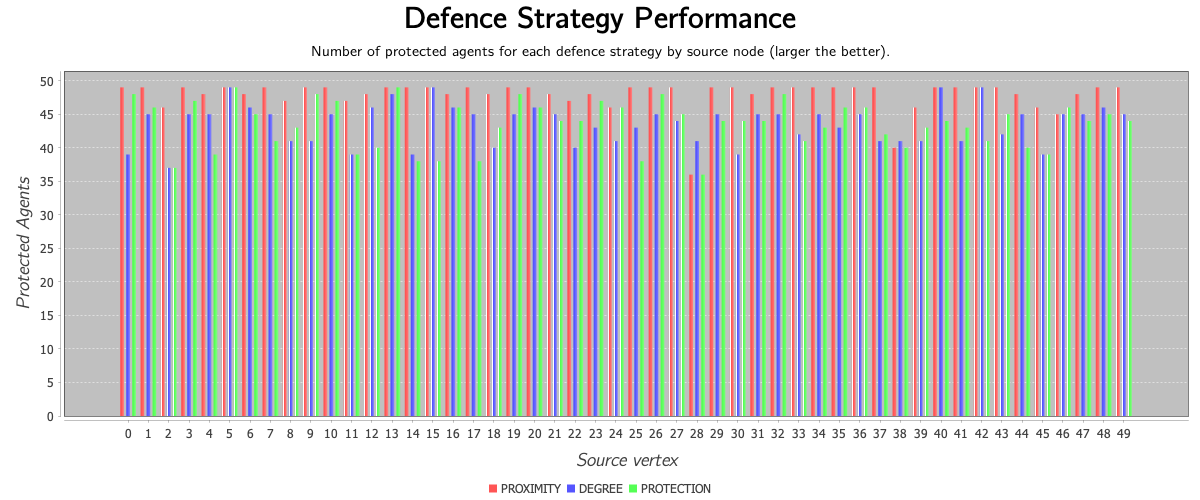 Defence Strategy Performance
Number of protected agents for each defence strategy by source node (larger the better).
50
45
40
35
30
25
20
15
10
5
0
Protected Agents
0 1 2 3 4 5 6 7 8 9 10 11 12 13 14 15 16 17 18 19 20 21 22 23 24 25 26 27 28 29 30 31 32 33 34 35 36 37 38 39 40 41 42 43 44 45 46 47 48 49
Source vertex
PROXIMITY DEGREE PROTECTION